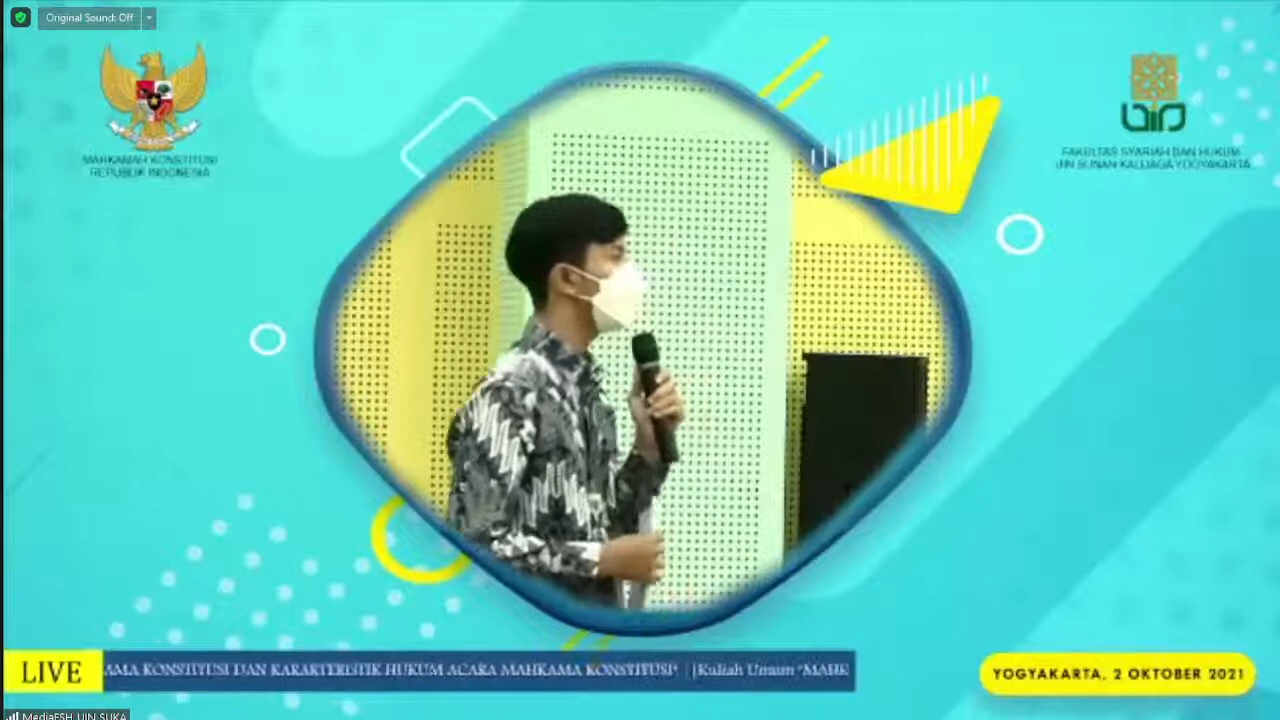 Original Sound: Off
MAHKAMAH KONSTITUSI
REPUBLIK INDONESIA
UIN
FAKULTAS SYARIAH DAN HUKUM
UIN SUNAN KALIJAGA YOGYAKARTA
LIVE
AMA KONSTITUSI DAN KARAKTERISTIK HUKUM ACARA MAHKAMA KONSTITUSI" | |Kuliah Umum "MAHK
YOGYAKARTA, 2 OKTOBER 2021
MediaFSH_UIN SUKA